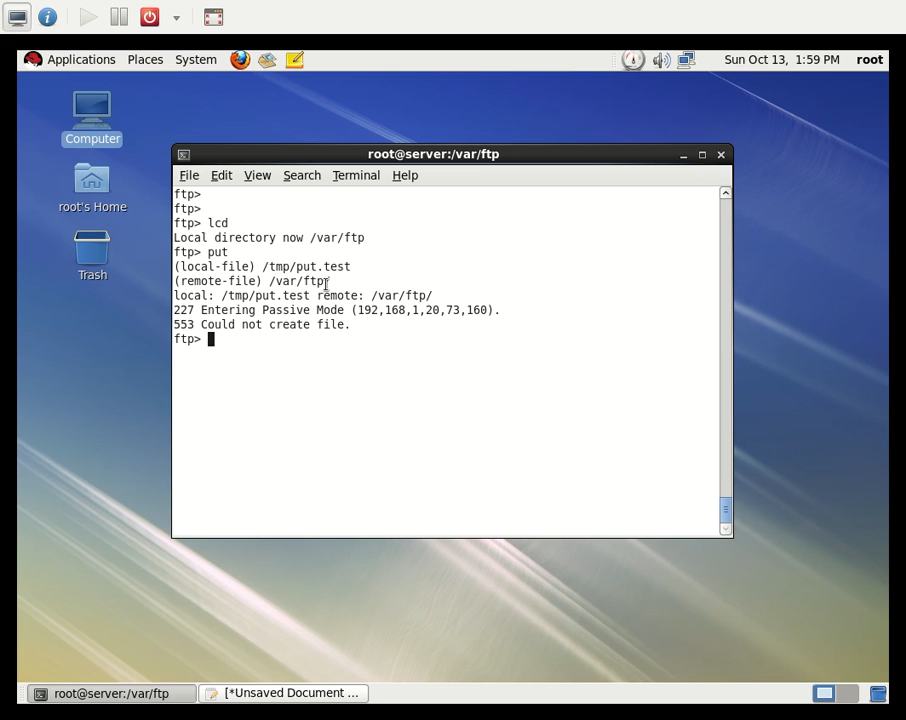 Applications Places System Sun Oct 13, 1:59 PM root
Computer
root's Home
Trash
root@server:/var/ftp
File Edit View Search Terminal Help
ftp>
ftp>
ftp> lcd
Local directory now /var/ftp
ftp> put
(local-file) /tmp/put.test
(remote-file) /var/ftp/
local: /tmp/put.test remote: /var/ftp/
227 Entering Passive Mode (192,168,1,20,73,160).
553 Could not create file.
ftp>
root@server:/var/ftp [*Unsaved Document ...